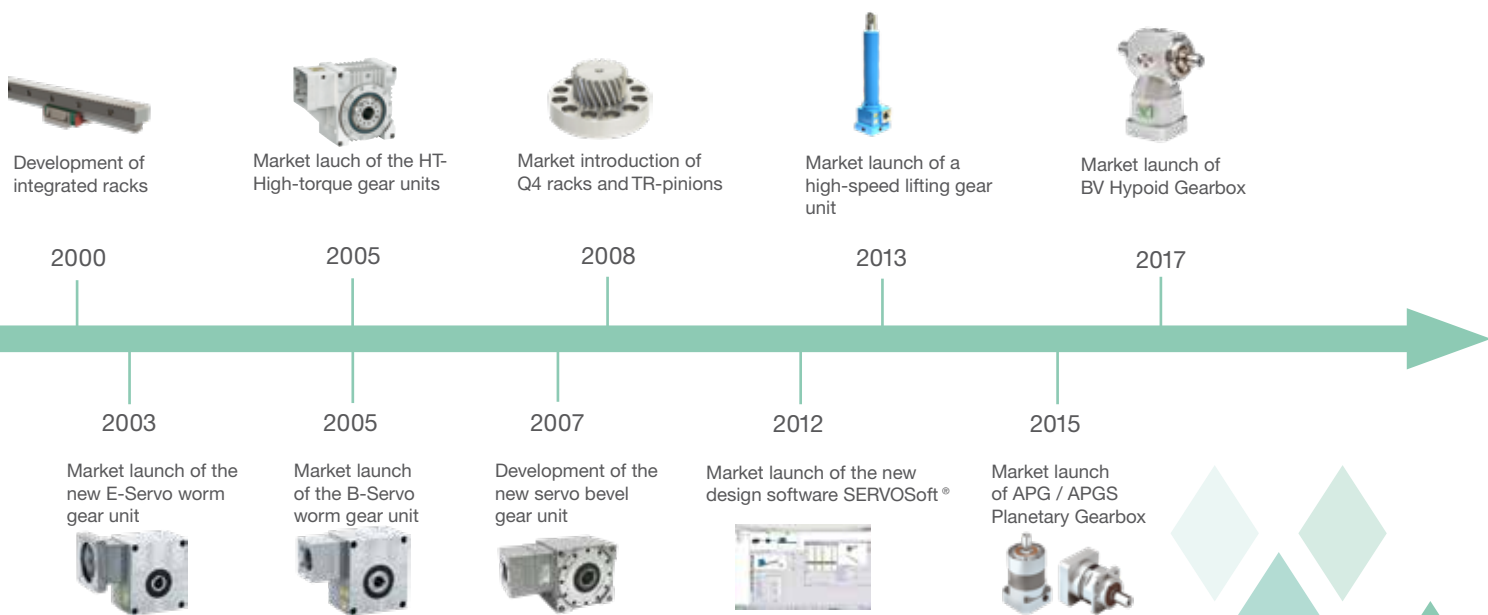 Development of
integrated racks
Market lauch of the HT-
High-torque gear units
Market introduction of
Q4 racks and TR-pinions
Market launch of a
high-speed lifting gear
unit
Market launch of
BV Hypoid Gearbox
2000
2005
2008
2013
2017
2003
2005
2007
2012
2015
Market launch of the
new E-Servo worm
gear unit
Market launch
of the B-Servo
worm gear unit
Development of the
new servo bevel
gear unit
Market launch of the new
design software SERVOSoft ®
Market launch
of APG / APGS
Planetary Gearbox